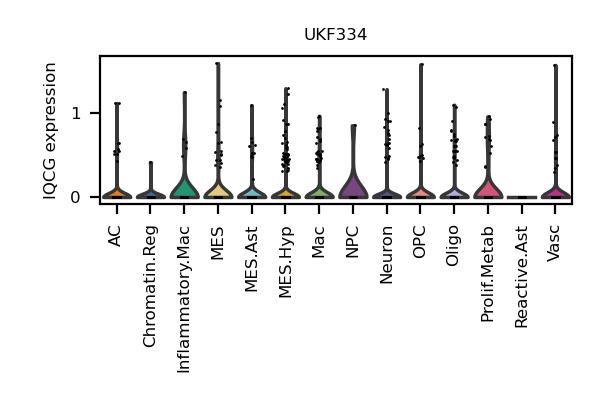 UKF334
IQCG expression
1
0
AC
Chromatin.Reg
Inflammatory.Mac
MES
MES.Ast
MES.Hyp
Mac
NPC
Neuron
OPC
Oligo
Prolif.Metab
Reactive.Ast
Vasc